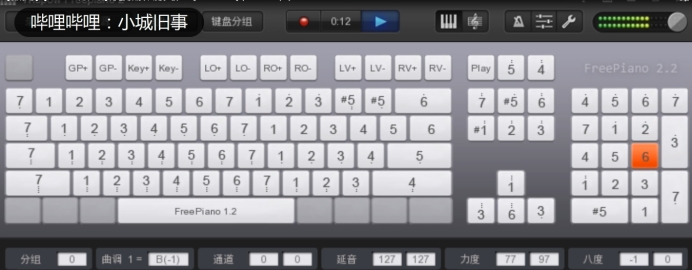 哔哩哔哩：小城旧事 键盘分组 0:12
GP+ GP- Key+ Key- LO+ LO- RO+ RO- LV+ LV- RV+ RV- Play 5 4 FreePiano 2.2
7 1 2 3 4 5 6 7 1 2 3 #5 #5 6 7 #5 6 4 5 6 7
7 1 2 3 4 5 6 7 1 2 3 4 5 6 #1 2 3 7 1 2 3
7 1 2 3 4 5 6 7 1 2 3 4 5 4 5 6
7 1 2 3 4 5 6 7 1 2 3 4 1 1 2 3 7
FreePiano 1.2 3 6 3 #5 1
分组 0 曲调 1= B(-1) 通道 0 0 延音 127 127 力度 77 97 八度 -1 0